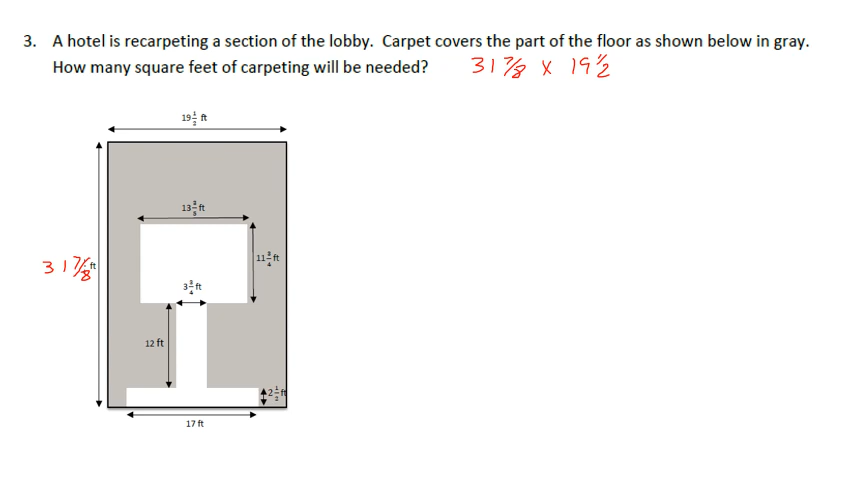 3. A hotel is recarpeting a section of the lobby. Carpet covers the part of the floor as shown below in gray.
How many square feet of carpeting will be needed? 31 7/8 x 19 1/2
19 1/2 ft
13 2/3 ft
31 7/8 ft
11 3/4 ft
3 3/4 ft
12 ft
2 1/2 ft
17 ft